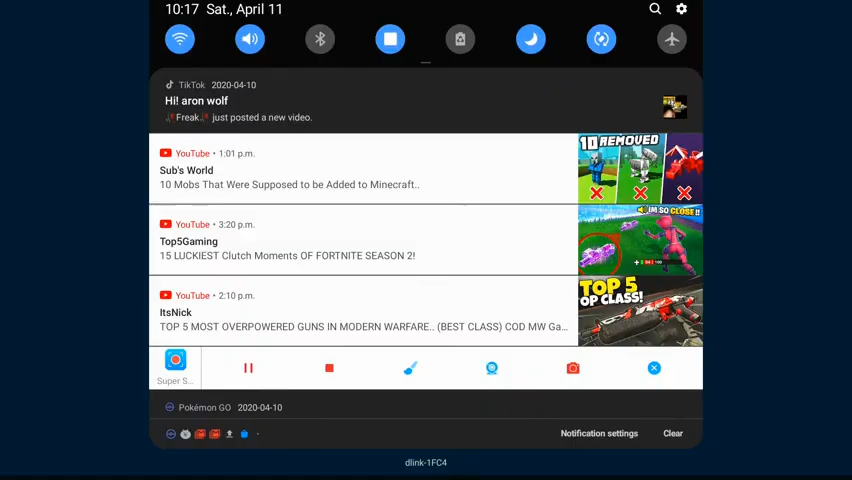 10:17 Sat., April 11
TikTok 2020-04-10
Hi! aron wolf
Freak just posted a new video.
YouTube • 1:01 p.m.
Sub's World
10 Mobs That Were Supposed to be Added to Minecraft..
10 REMOVED
YouTube • 3:20 p.m.
Top5Gaming
15 LUCKIEST Clutch Moments OF FORTNITE SEASON 2!
IM SO CLOSE!!
YouTube • 2:10 p.m.
ItsNick
TOP 5 MOST OVERPOWERED GUNS IN MODERN WARFARE.. (BEST CLASS) COD MW Ga...
TOP 5
OP CLASS!
Super S...
Pokémon GO 2020-04-10
Notification settings
Clear
dlink-1FC4